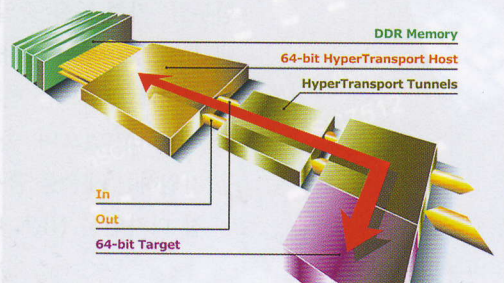 DDR Memory
64-bit HyperTransport Host
HyperTransport Tunnels
In
Out
64-bit Target